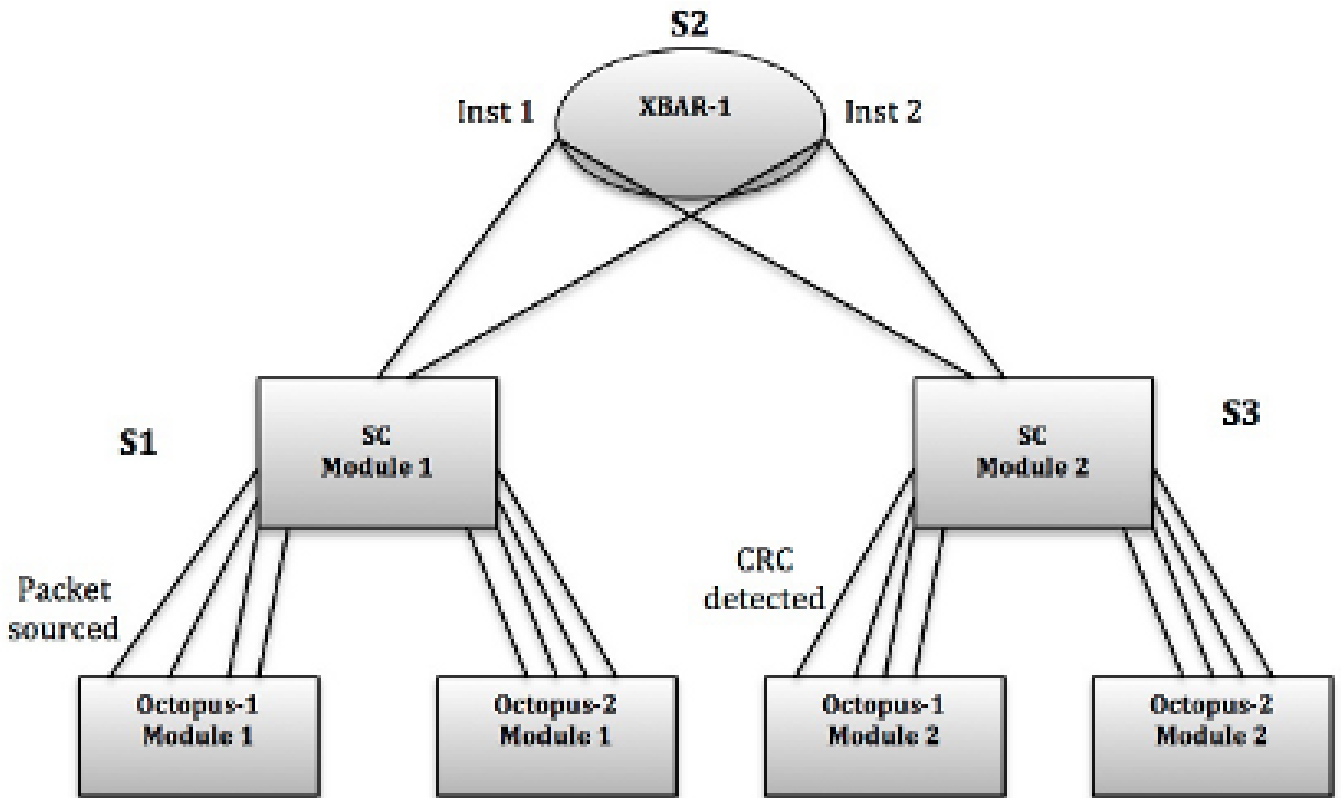 S2
Inst 1
XBAR-1
Inst 2
S1
SC
Module 1
SC
Module 2
S3
Packet
sourced
CRC
detected
Octopus-1
Module 1
Octopus-2
Module 1
Octopus-1
Module 2
Octopus-2
Module 2